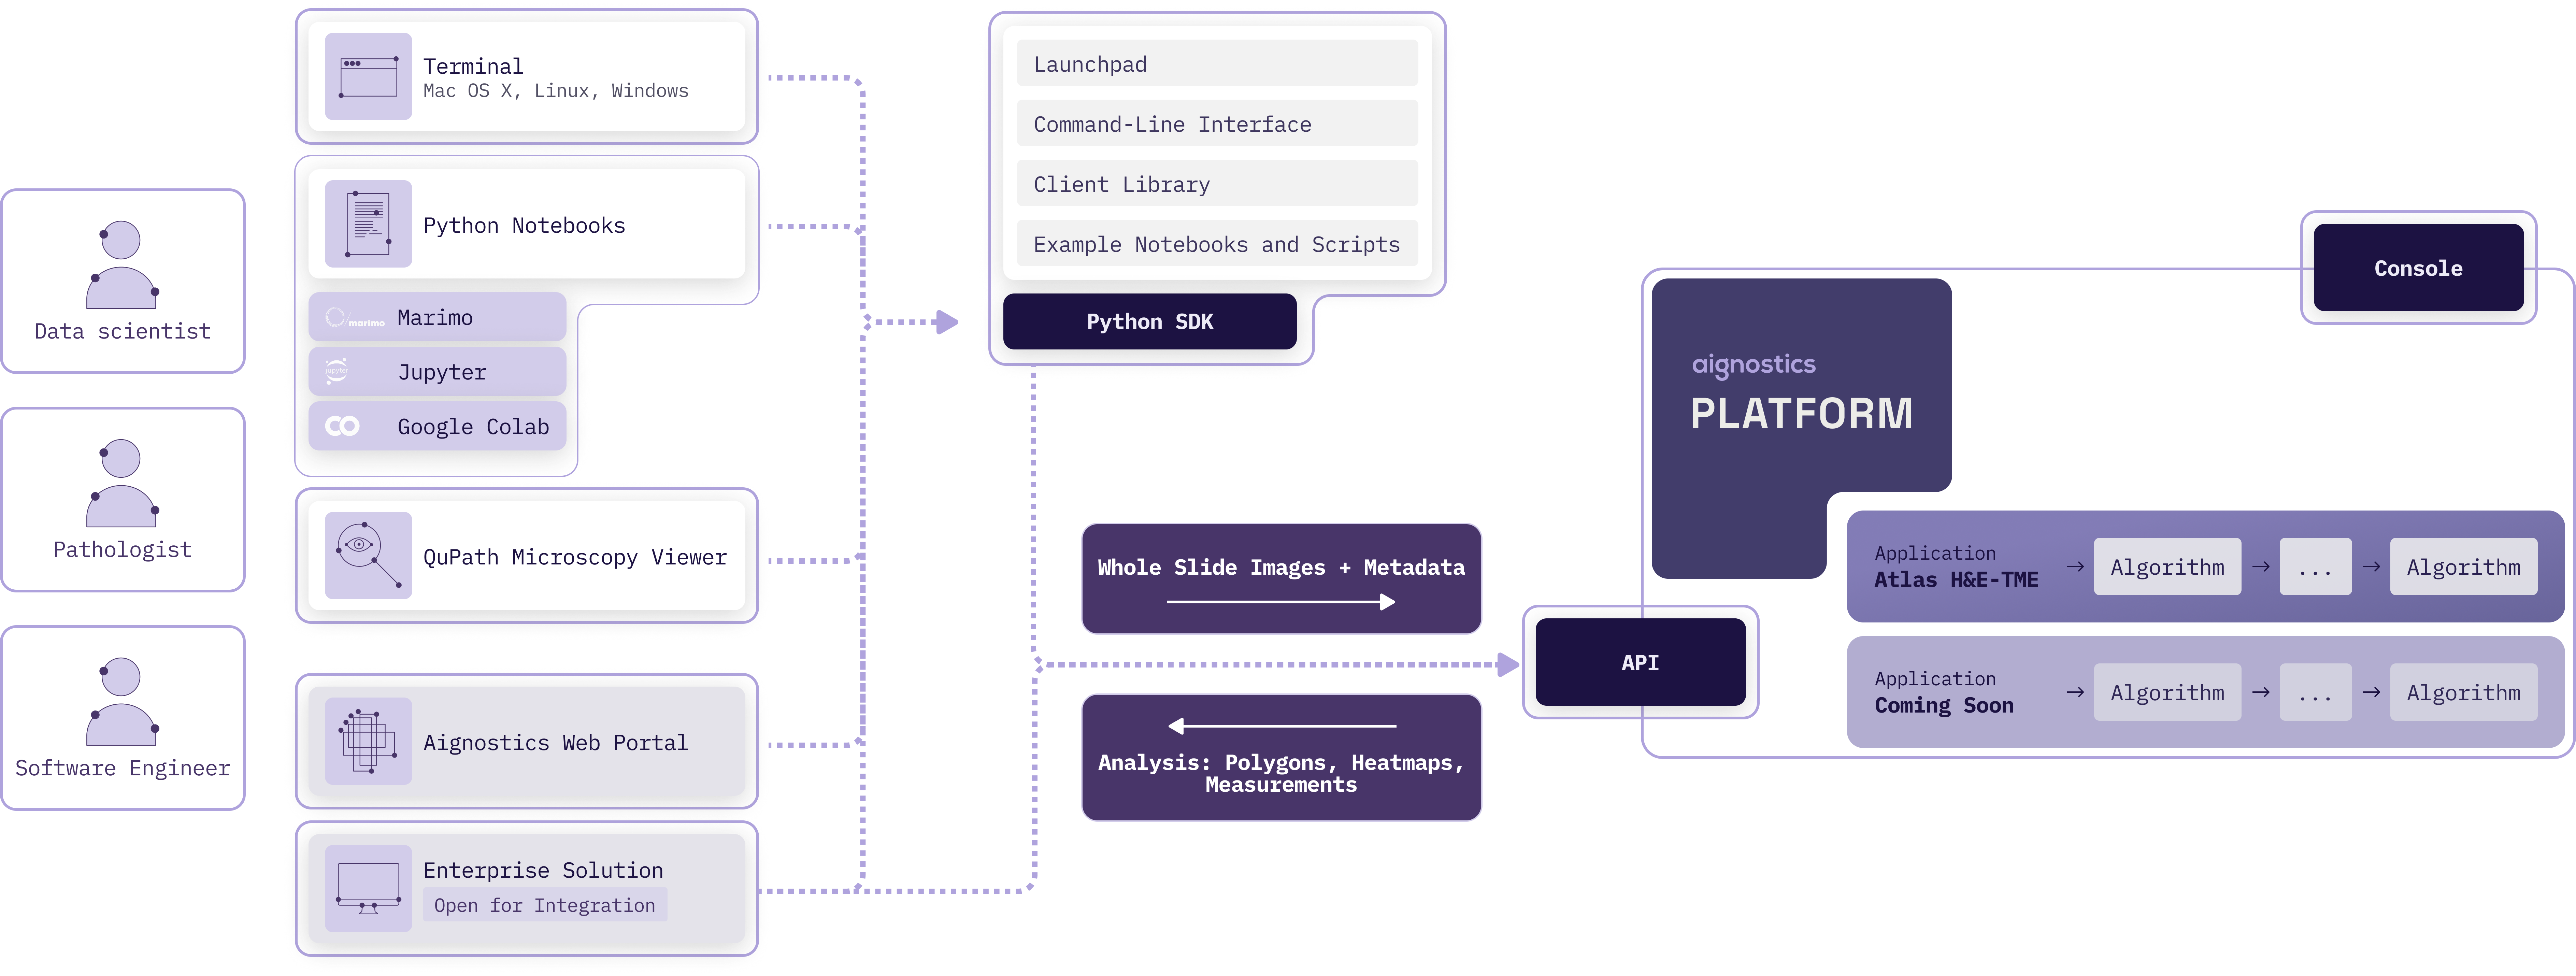 Data scientist
Pathologist
Software Engineer
Terminal
Mac OS X, Linux, Windows
Python Notebooks
marimo
Marimo
jupyter
Jupyter
Google Colab
QuPath Microscopy Viewer
Aignostics Web Portal
Enterprise Solution
Open for Integration
Launchpad
Command-Line Interface
Client Library
Example Notebooks and Scripts
Python SDK
Whole Slide Images + Metadata
Analysis: Polygons, Heatmaps,
Measurements
API
Console
aignostics
PLATFORM
Application
Atlas H&E-TME
→ Algorithm → ... → Algorithm
Application
Coming Soon
→ Algorithm → ... → Algorithm